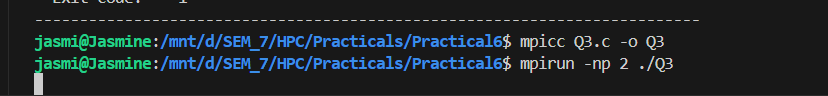 Exit code: 1
--------------------------------------------------------------------------
jasmi@Jasmine:/mnt/d/SEM_7/HPC/Practicals/Practical6$ mpicc Q3.c -o Q3
jasmi@Jasmine:/mnt/d/SEM_7/HPC/Practicals/Practical6$ mpirun -np 2 ./Q3